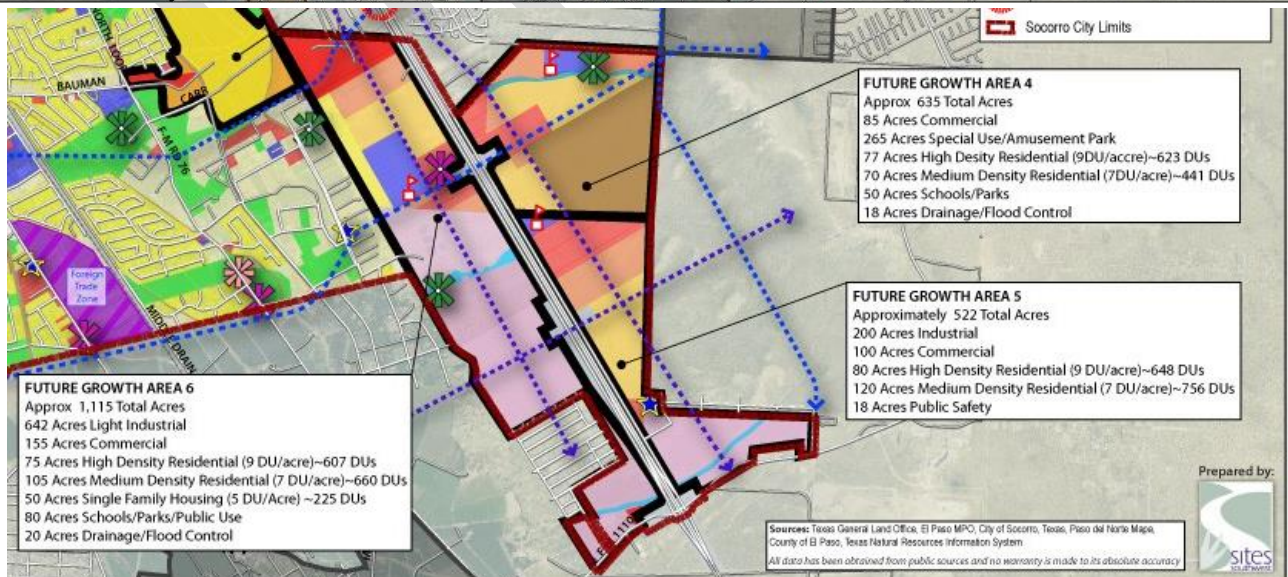 Socorro City Limits
NORTH LOOP
BAUMAN
CARR
F M RD 76
FUTURE GROWTH AREA 4
Approx 635 Total Acres
85 Acres Commercial
265 Acres Special Use/Amusement Park
77 Acres High Desity Residential (9DU/accre)~623 DUs
70 Acres Medium Density Residential (7DU/acre)~441 DUs
50 Acres Schools/Parks
18 Acres Drainage/Flood Control
Foreign
Trade
Zone
MIDDLE DRAIN
FUTURE GROWTH AREA 5
Approximately 522 Total Acres
200 Acres Industrial
100 Acres Commercial
80 Acres High Density Residential (9 DU/acre)~648 DUs
120 Acres Medium Density Residential (7 DU/acre)~756 DUs
18 Acres Public Safety
FUTURE GROWTH AREA 6
Approx 1,115 Total Acres
642 Acres Light Industrial
155 Acres Commercial
75 Acres High Density Residential (9 DU/acre)~607 DUs
105 Acres Medium Density Residential (7 DU/acre)~660 DUs
50 Acres Single Family Housing (5 DU/Acre) ~225 DUs
80 Acres Schools/Parks/Public Use
20 Acres Drainage/Flood Control
1110
Prepared by:
sites
southwest
Sources: Texas General Land Office, El Paso MPO, City of Socorro, Texas, Paso del Norte Mapa,
County of El Paso, Texas Natural Resources Information System
All data has been obtained from public sources and no warranty is made to its absolute accuracy